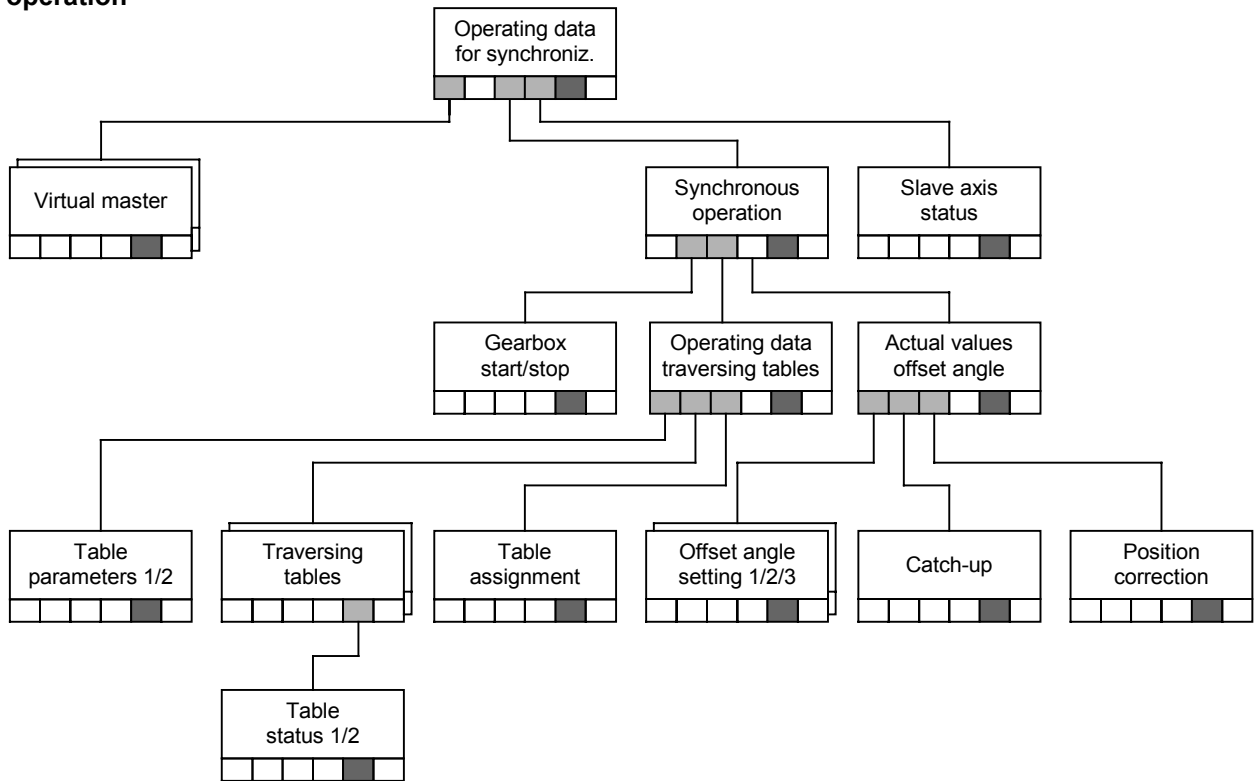 operation
Operating data
for synchroniz.
Virtual master
Synchronous
operation
Slave axis
status
Gearbox
start/stop
Operating data
traversing tables
Actual values
offset angle
Table
parameters 1/2
Traversing
tables
Table
assignment
Offset angle
setting 1/2/3
Catch-up
Position
correction
Table
status 1/2